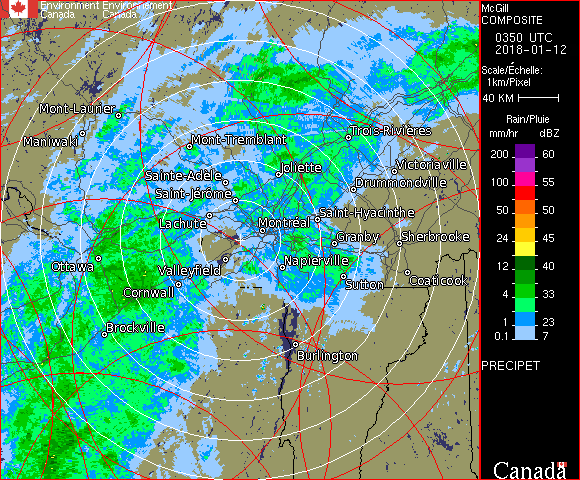 Environment Environnement
Canada Canada
Mont-Laurier
Maniwaki
Mont-Tremblant
Trois-Rivières
Sainte-Adèle
Joliette
Victoriaville
Saint-Jérôme
Drummondville
Lachute
Montréal
Saint-Hyacinthe
Granby
Sherbrooke
Ottawa
Valleyfield
Napierville
Cornwall
Sutton
Coaticook
Brockville
Burlington
McGill
COMPOSITE
0350 UTC
2018-01-12
Scale/Échelle:
1km/Pixel
40 KM
Rain/Pluie
mm/hr dBZ
200 60
100 55
50 50
24 45
12 40
4 33
1 23
0.1 7
PRECIPET
Canada